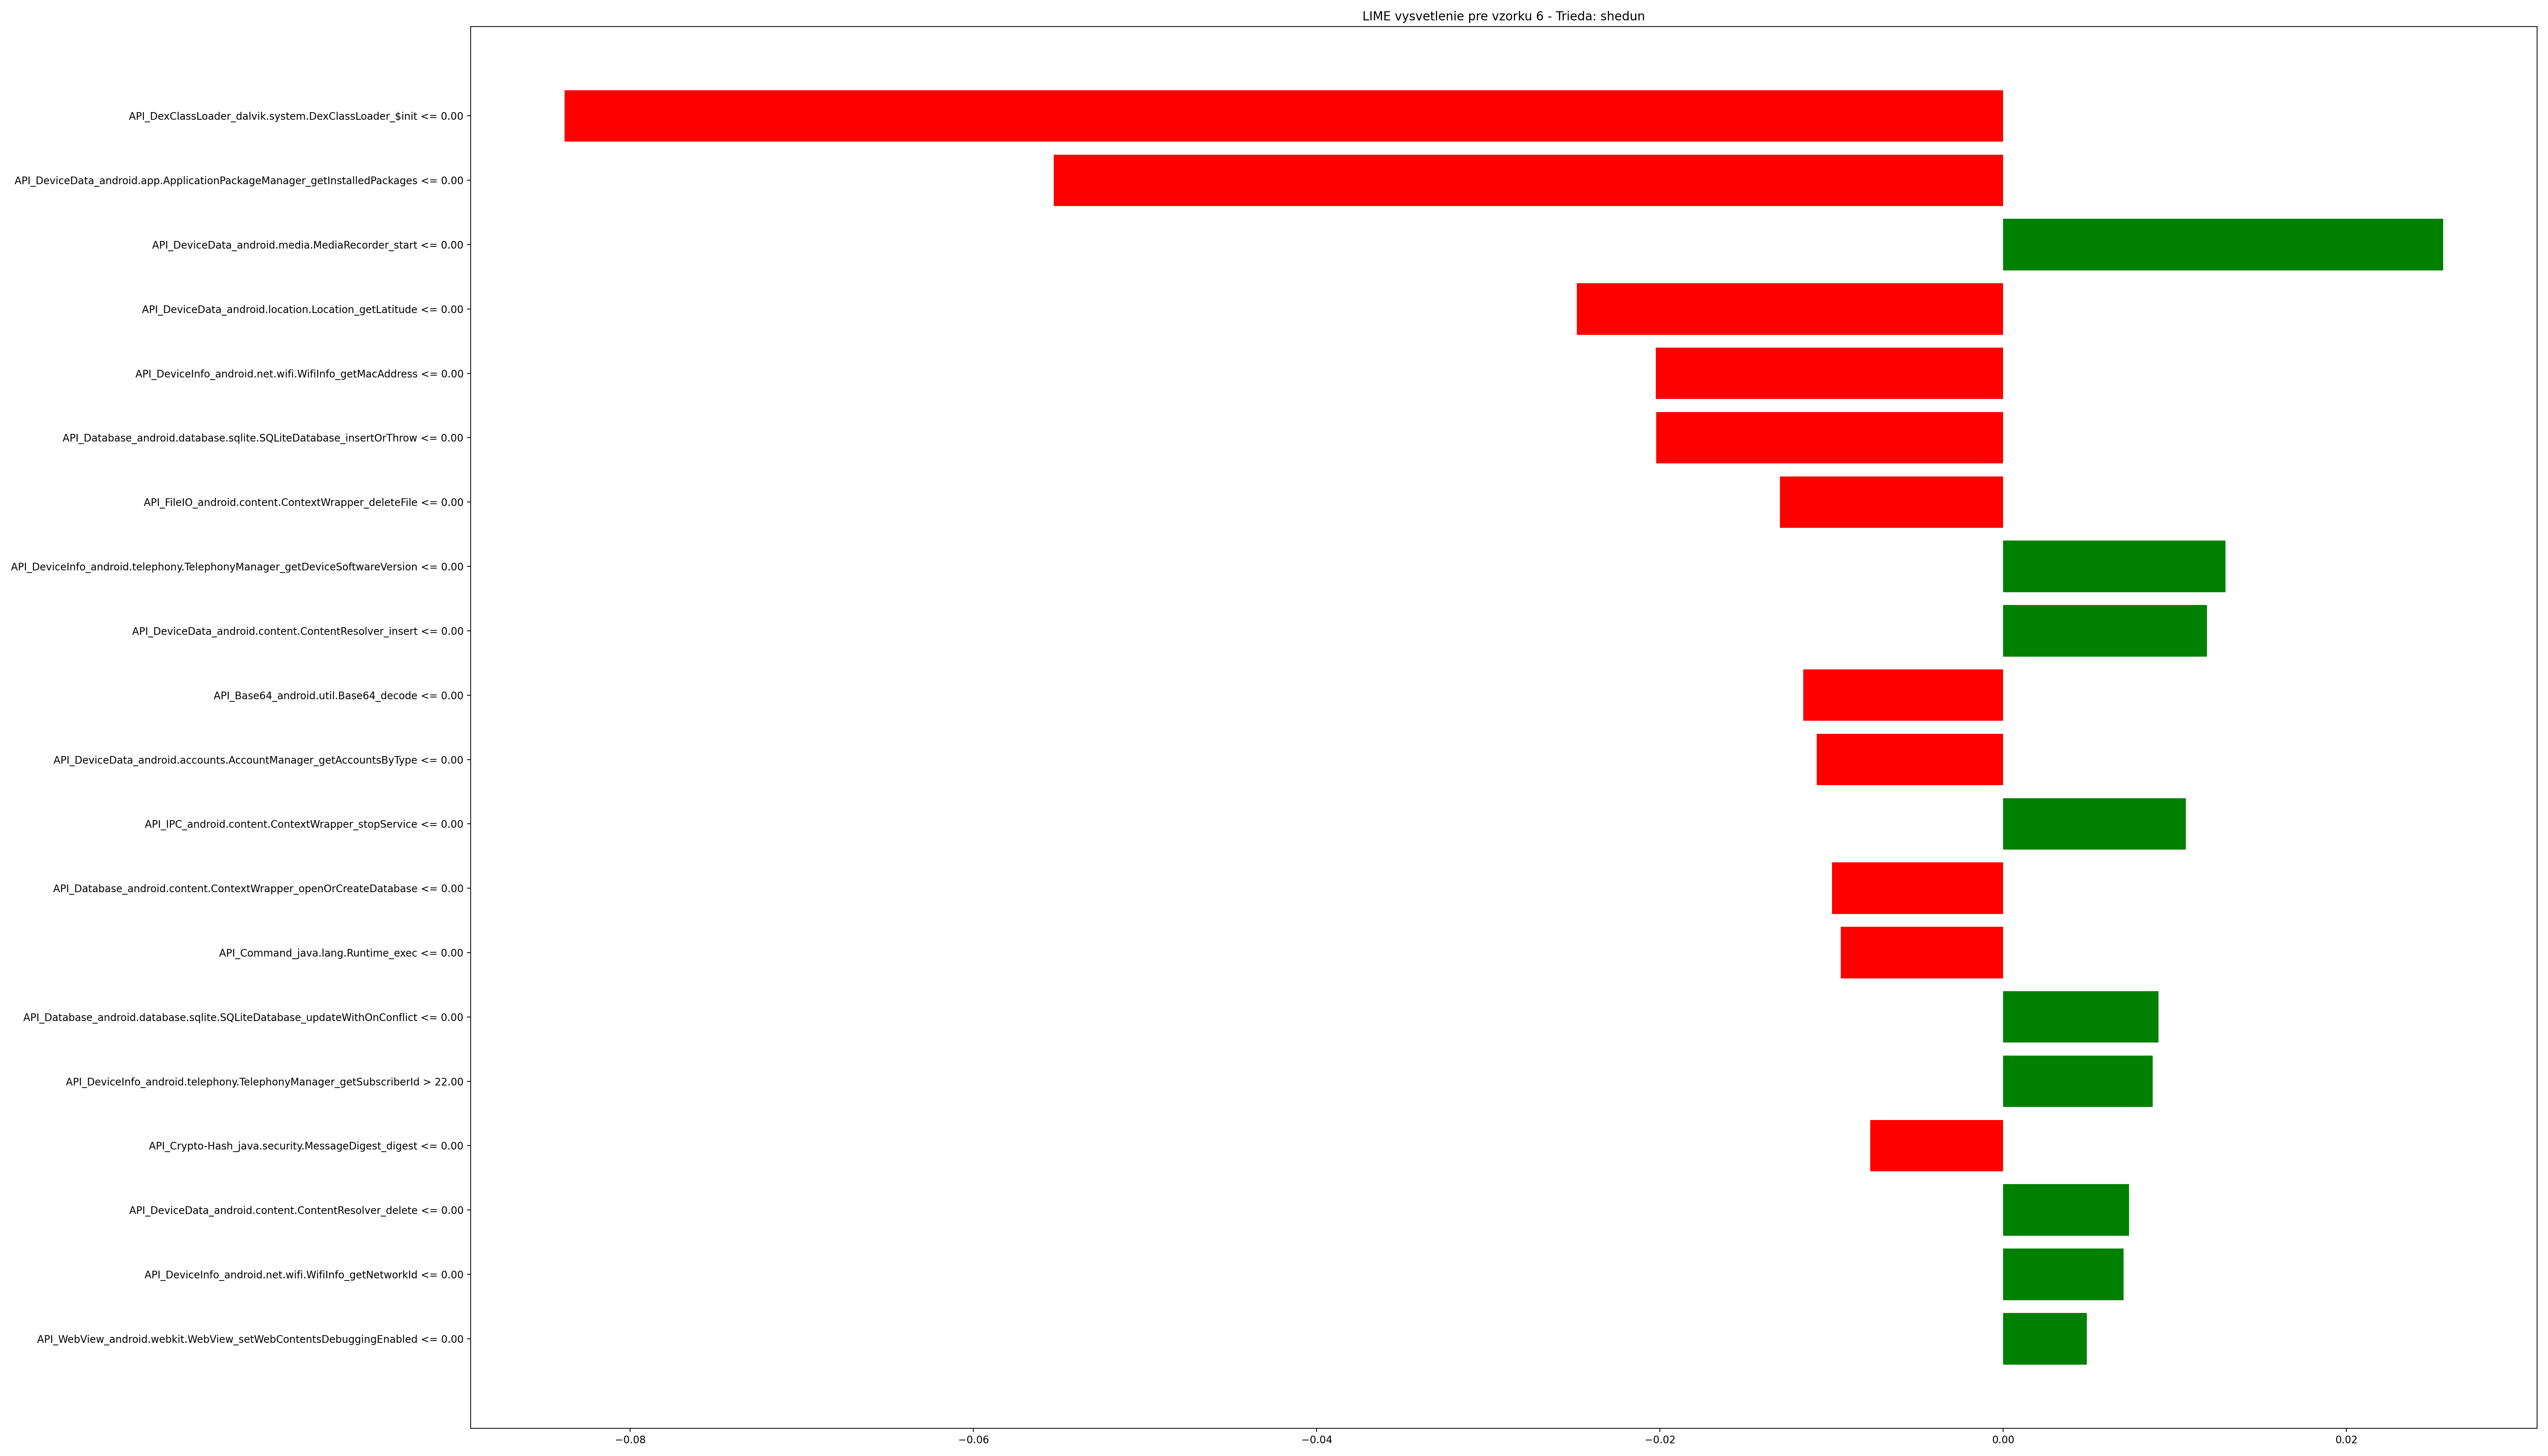 LIME vysvetlenie pre vzorku 6 - Trieda: shedun
API_DexClassLoader_dalvik.system.DexClassLoader_$init <= 0.00
API_DeviceData_android.app.ApplicationPackageManager_getInstalledPackages <= 0.00
API_DeviceData_android.media.MediaRecorder_start <= 0.00
API_DeviceData_android.location.Location_getLatitude <= 0.00
API_DeviceInfo_android.net.wifi.WifiInfo_getMacAddress <= 0.00
API_Database_android.database.sqlite.SQLiteDatabase_insertOrThrow <= 0.00
API_FileIO_android.content.ContextWrapper_deleteFile <= 0.00
API_DeviceInfo_android.telephony.TelephonyManager_getDeviceSoftwareVersion <= 0.00
API_DeviceData_android.content.ContentResolver_insert <= 0.00
API_Base64_android.util.Base64_decode <= 0.00
API_DeviceData_android.accounts.AccountManager_getAccountsByType <= 0.00
API_IPC_android.content.ContextWrapper_stopService <= 0.00
API_Database_android.content.ContextWrapper_openOrCreateDatabase <= 0.00
API_Command_java.lang.Runtime_exec <= 0.00
API_Database_android.database.sqlite.SQLiteDatabase_updateWithOnConflict <= 0.00
API_DeviceInfo_android.telephony.TelephonyManager_getSubscriberId > 22.00
API_Crypto-Hash_java.security.MessageDigest_digest <= 0.00
API_DeviceData_android.content.ContentResolver_delete <= 0.00
API_DeviceInfo_android.net.wifi.WifiInfo_getNetworkId <= 0.00
API_WebView_android.webkit.WebView_setWebContentsDebuggingEnabled <= 0.00
−0.08 −0.06 −0.04 −0.02 0.00 0.02